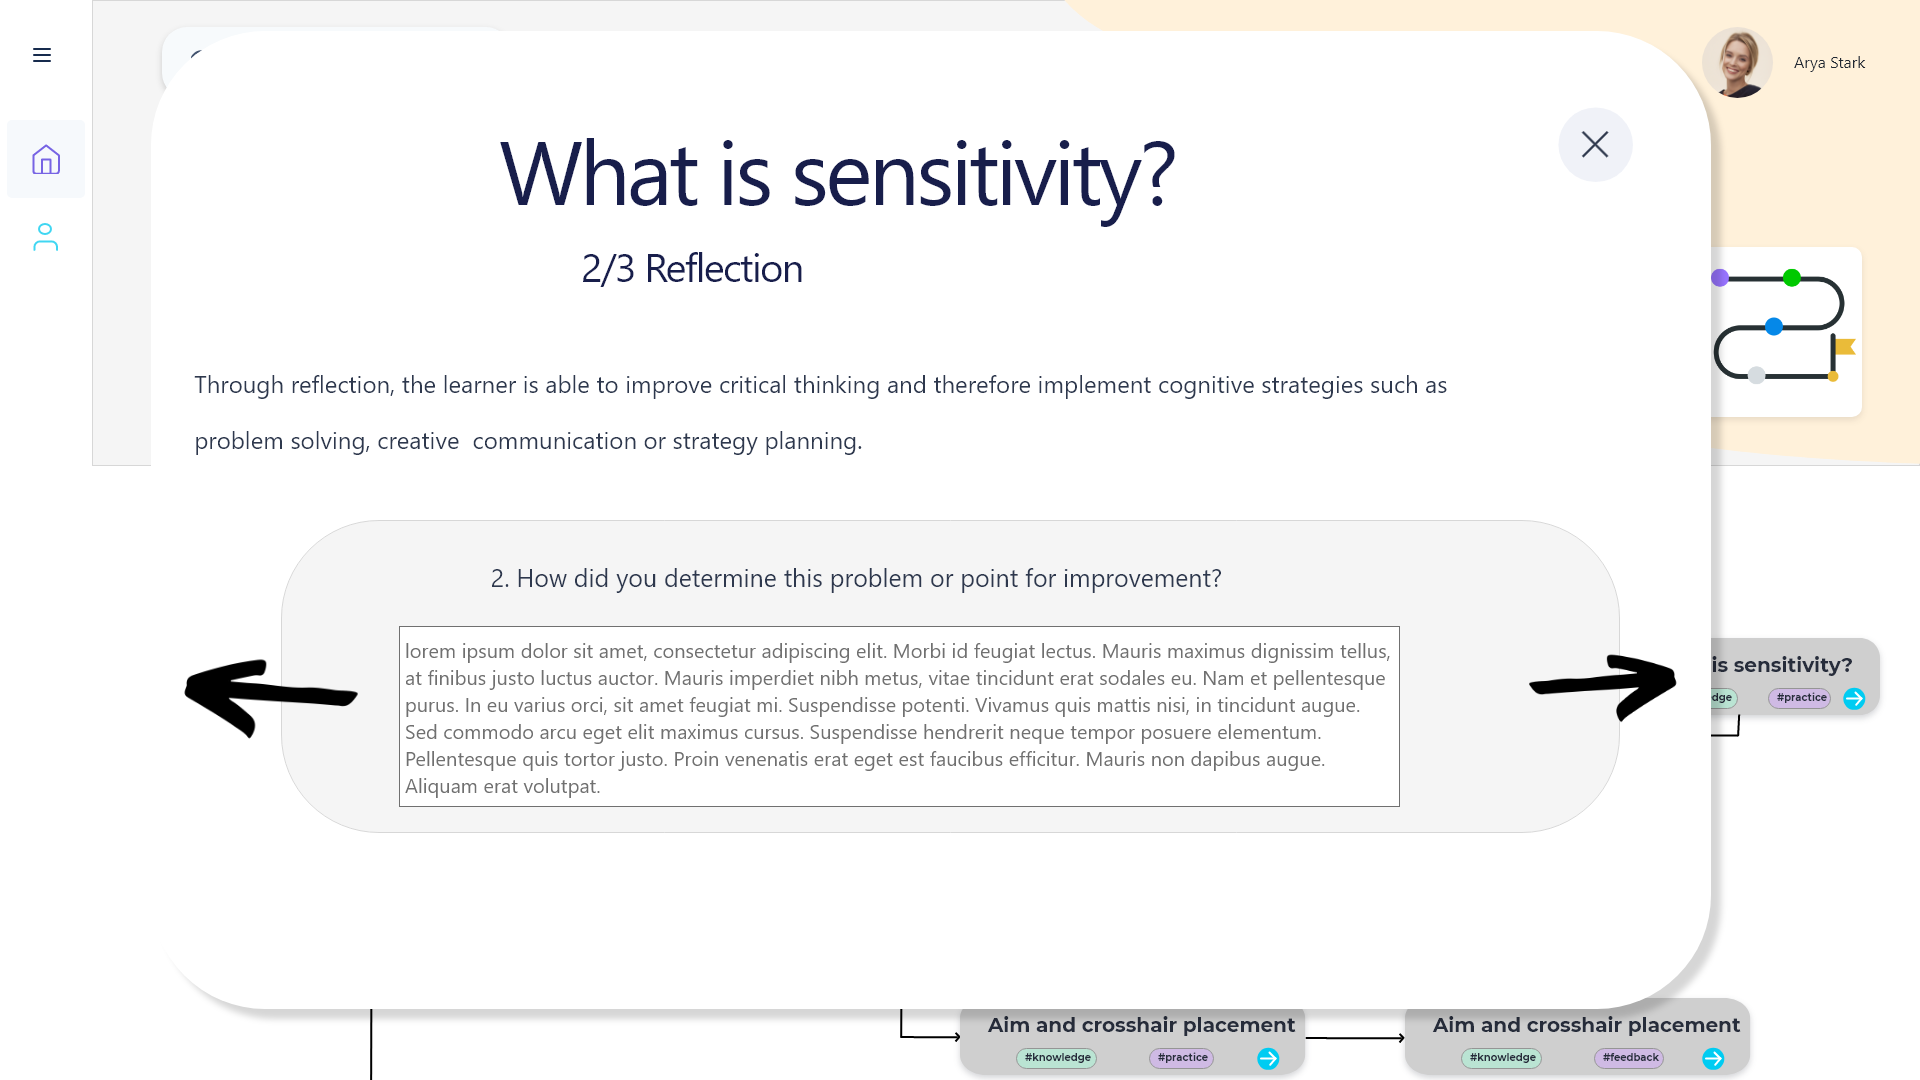 Arya Stark
What is sensitivity?
2/3 Reflection
Through reflection, the learner is able to improve critical thinking and therefore implement cognitive strategies such as
problem solving, creative  communication or strategy planning.
2. How did you determine this problem or point for improvement?
lorem ipsum dolor sit amet, consectetur adipiscing elit. Morbi id feugiat lectus. Mauris maximus dignissim tellus,
at finibus justo luctus auctor. Mauris imperdiet nibh metus, vitae tincidunt erat sodales eu. Nam et pellentesque
purus. In eu varius orci, sit amet feugiat mi. Suspendisse potenti. Vivamus quis mattis nisi, in tincidunt augue.
Sed commodo arcu eget elit maximus cursus. Suspendisse hendrerit neque tempor posuere elementum.
Pellentesque quis tortor justo. Proin venenatis erat eget est faucibus efficitur. Mauris non dapibus augue.
Aliquam erat volutpat.
is sensitivity?
dge #practice
Aim and crosshair placement
#knowledge #practice
Aim and crosshair placement
#knowledge #feedback